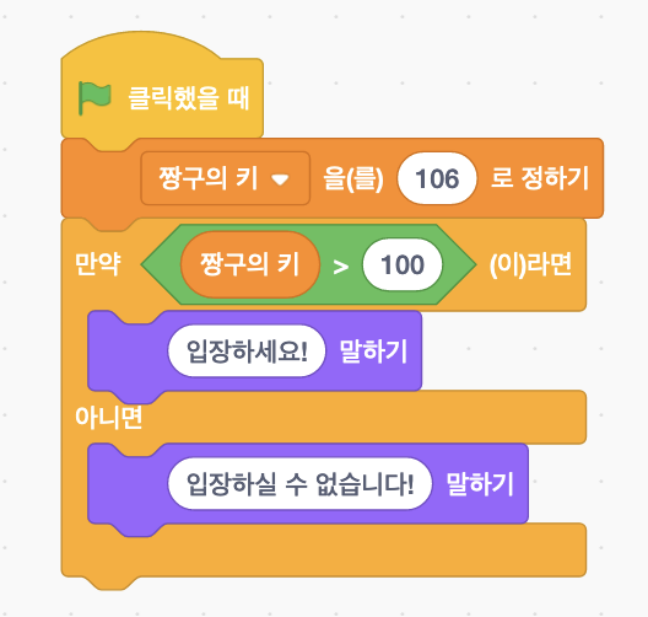 클릭했을 때
짱구의 키 을(를) 106 로 정하기
만약 짱구의 키 > 100 (이)라면
입장하세요! 말하기
아니면
입장하실 수 없습니다! 말하기